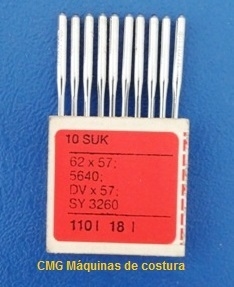 10 SUK
62 x 57;
5640;
DV x 57;
SY 3260
110 I 18 I
CMG Máquinas de costura